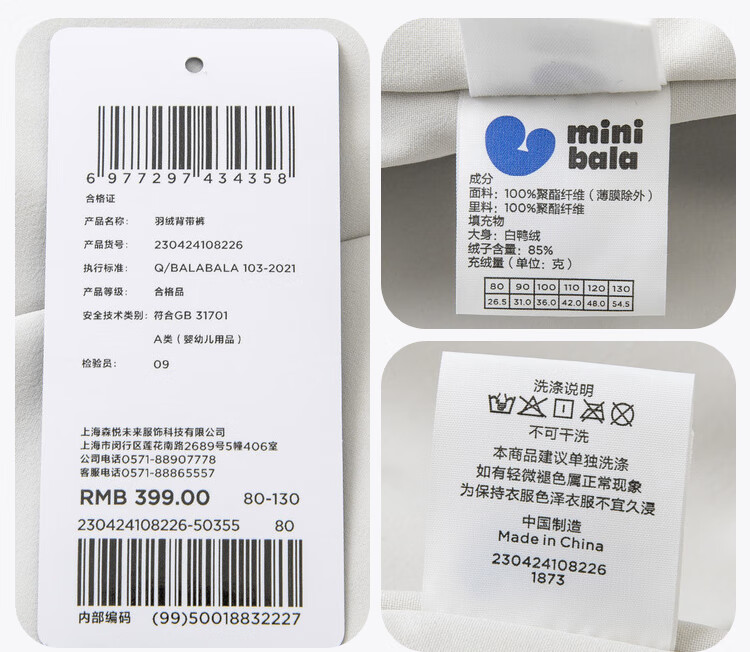 6 977297 434358
合格证
产品名称: 羽绒背带裤
产品货号: 230424108226
执行标准: Q/BALABALA 103-2021
产品等级: 合格品
安全技术类别: 符合GB 31701
A类（婴幼儿用品）
检验员: 09
上海森悦未来服饰科技有限公司
上海市闵行区莲花南路2689号5幢406室
公司电话0571-88907778
客服电话0571-88865557
RMB 399.00 80-130
230424108226-50355 80
内部编码 (99)50018832227
mini
bala
成分
面料: 100%聚酯纤维（薄膜除外）
里料: 100%聚酯纤维
填充物
大身: 白鸭绒
绒子含量: 85%
充绒量（单位: 克）
80 90 100 110 120 130
26.5 31.0 36.0 42.0 48.0 54.5
洗涤说明
不可干洗
本商品建议单独洗涤
如有轻微褪色属正常现象
为保持衣服色泽衣服不宜久浸
中国制造
Made in China
230424108226
1873